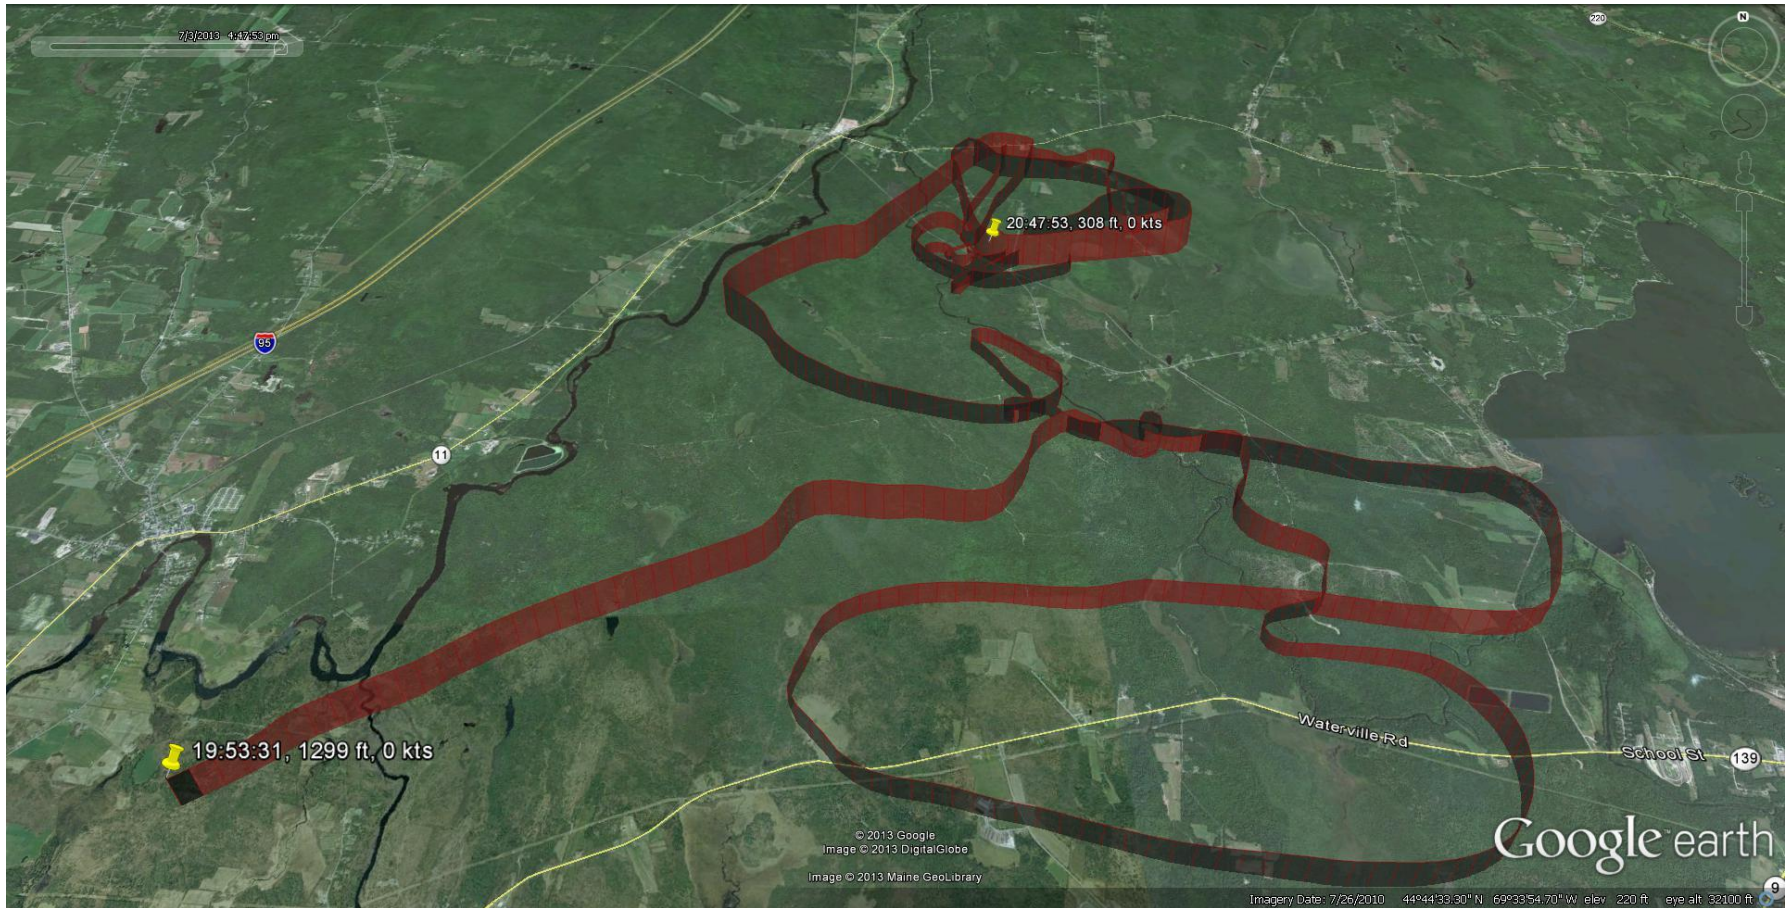 7/3/2013 4:47:53 pm
220
N
20:47:53, 308 ft, 0 kts
95
11
Waterville Rd
19:53:31, 1299 ft, 0 kts
School St
139
© 2013 Google
Image © 2013 DigitalGlobe
Google earth
Image © 2013 Maine GeoLibrary
9
Imagery Date: 7/26/2010 44°44'33.30" N 69°33'54.70" W elev 220 ft eye alt 32100 ft